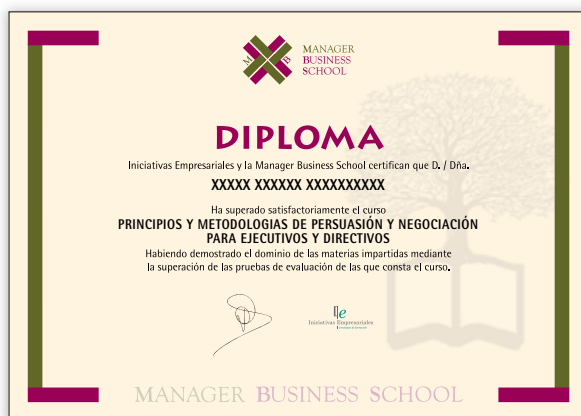 M B
MANAGER
BUSINESS
SCHOOL
DIPLOMA
Iniciativas Empresariales y la Manager Business School certifican que D. / Dña.
XXXXX XXXXXX XXXXXXXXXX
Ha superado satisfactoriamente el curso
PRINCIPIOS Y METODOLOGIAS DE PERSUASIÓN Y NEGOCIACIÓN
PARA EJECUTIVOS Y DIRECTIVOS
Habiendo demostrado el dominio de las materias impartidas mediante
la superación de las pruebas de evaluación de las que consta el curso.
Ie
Iniciativas Empresariales
MANAGER BUSINESS SCHOOL